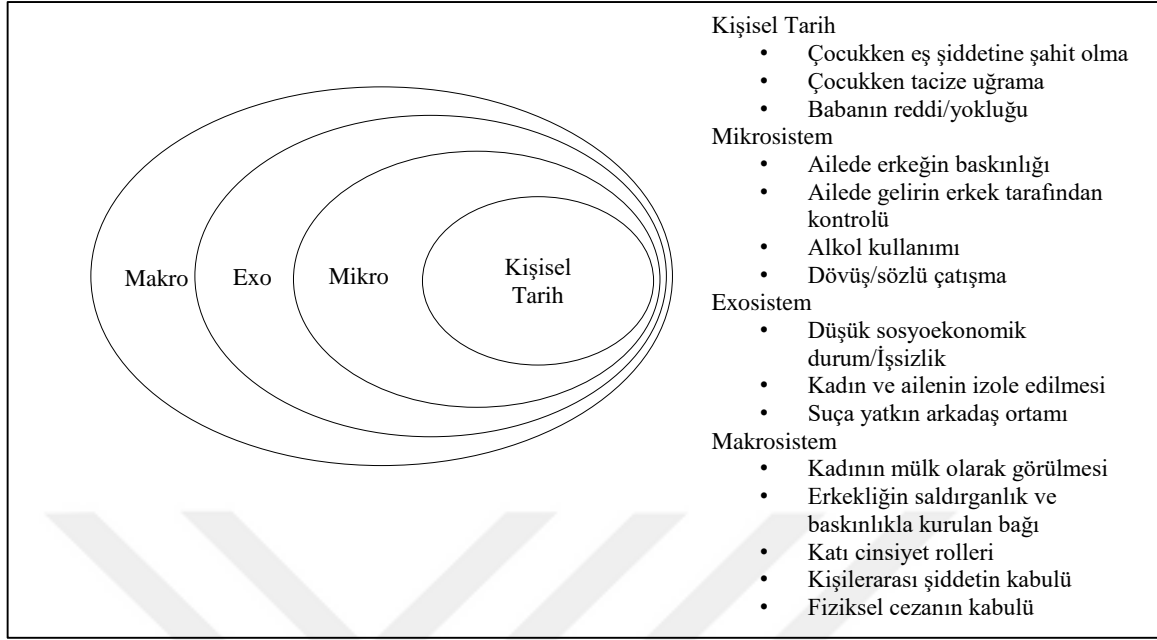 Makro
Exo
Mikro
Kişisel
Tarih
Kişisel Tarih
• Çocukken eş şiddetine şahit olma
• Çocukken tacize uğrama
• Babanın reddi/yokluğu
Mikrosistem
• Ailede erkeğin baskınlığı
• Ailede gelirin erkek tarafından
kontrolü
• Alkol kullanımı
• Dövüş/sözlü çatışma
Exosistem
• Düşük sosyoekonomik
durum/İşsizlik
• Kadın ve ailenin izole edilmesi
• Suça yatkın arkadaş ortamı
Makrosistem
• Kadının mülk olarak görülmesi
• Erkekliğin saldırganlık ve
baskınlıkla kurulan bağı
• Katı cinsiyet rolleri
• Kişilerarası şiddetin kabulü
• Fiziksel cezanın kabulü